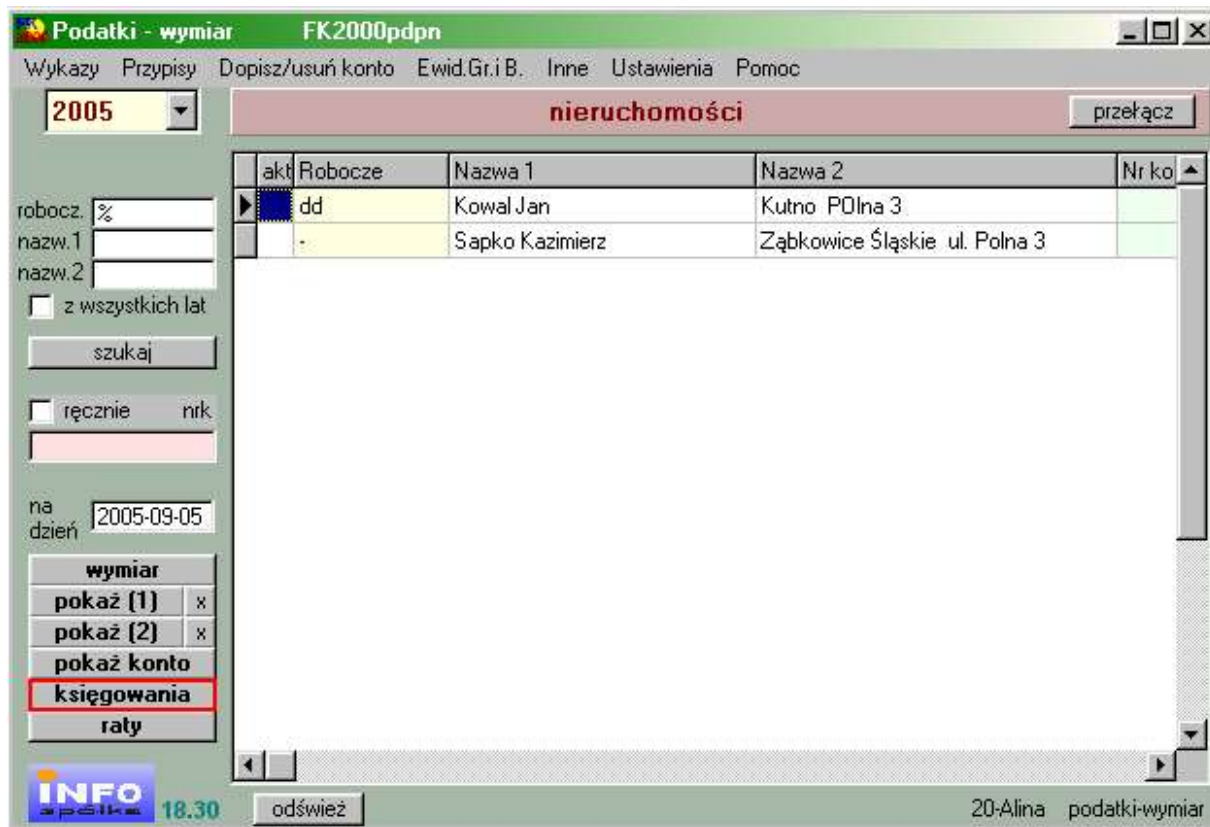 Podatki - wymiar FK2000pdpn
Wykazy Przypisy Dopisz/usuń konto Ewid.Gr.i B. Inne Ustawienia Pomoc
2005 nieruchomości przełącz
akt Robocze Nazwa 1 Nazwa 2 Nr ko
dd Kowal Jan Kutno POlna 3
- Sapko Kazimierz Ząbkowice Śląskie ul. Polna 3
robocz. %
nazw.1
nazw.2
z wszystkich lat
szukaj
ręcznie nrk
na dzień 2005-09-05
wymiar
pokaż (1) x
pokaż (2) x
pokaż konto
księgowania
raty
INFO
spółka 18.30 odśwież 20-Alina podatki-wymiar